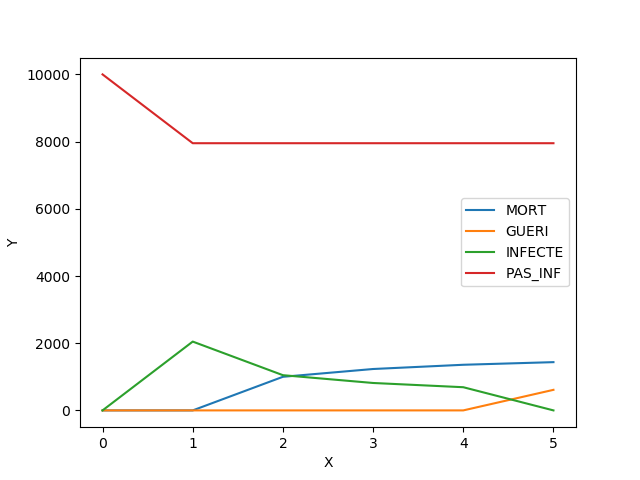 10000
8000
6000
4000
2000
0
Y
MORT
GUERI
INFECTE
PAS_INF
0 1 2 3 4 5
X